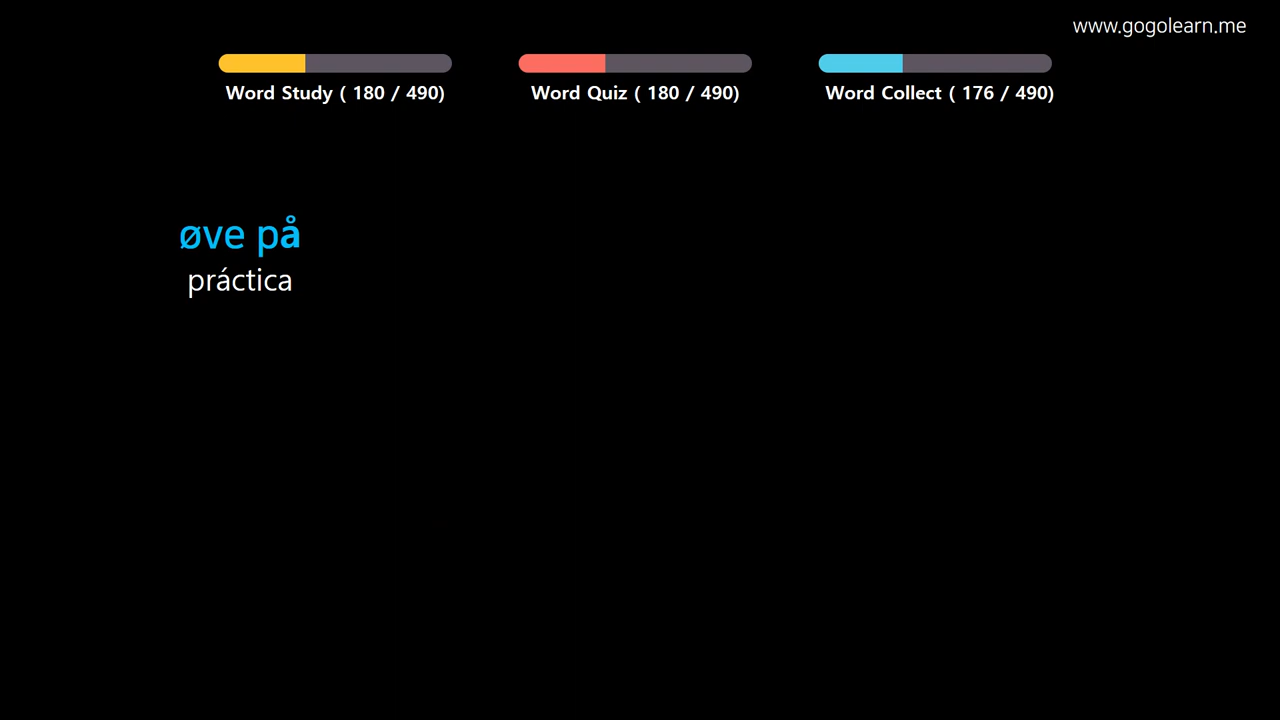 www.gogolearn.me
Word Study ( 180 / 490)
Word Quiz ( 180 / 490)
Word Collect ( 176 / 490)
øve på
práctica